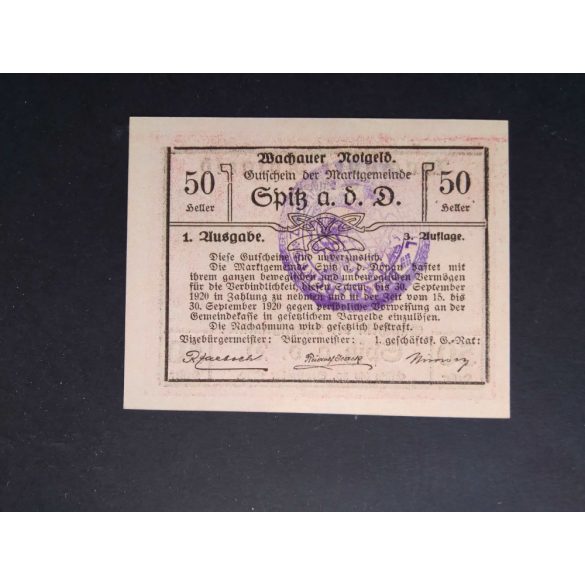 Wachauer Notgeld.
Gutschein der Marktgemeinde
Spitz a. d. D.
50
Heller
50
Heller
1. Ausgabe.
3. Auflage.
Diese Gutscheine sind unverzinslich.
Die Marktgemeinde Spitz a. d. Donau haftet mit
ihrem ganzen beweglichen und unbeweglichen Vermögen
für die Verbindlichkeit, diesen Schein bis 30. September
1920 in Zahlung zu nehmen und in der Zeit vom 15. bis
30. September 1920 gegen persönliche Vorweisung an der
Gemeindekasse in gesetzlichem Bargelde einzulösen.
Die Nachahmung wird gesetzlich bestraft.
Vizebürgermeister: Bürgermeister: 1. geschäftsf. G.-Rat: